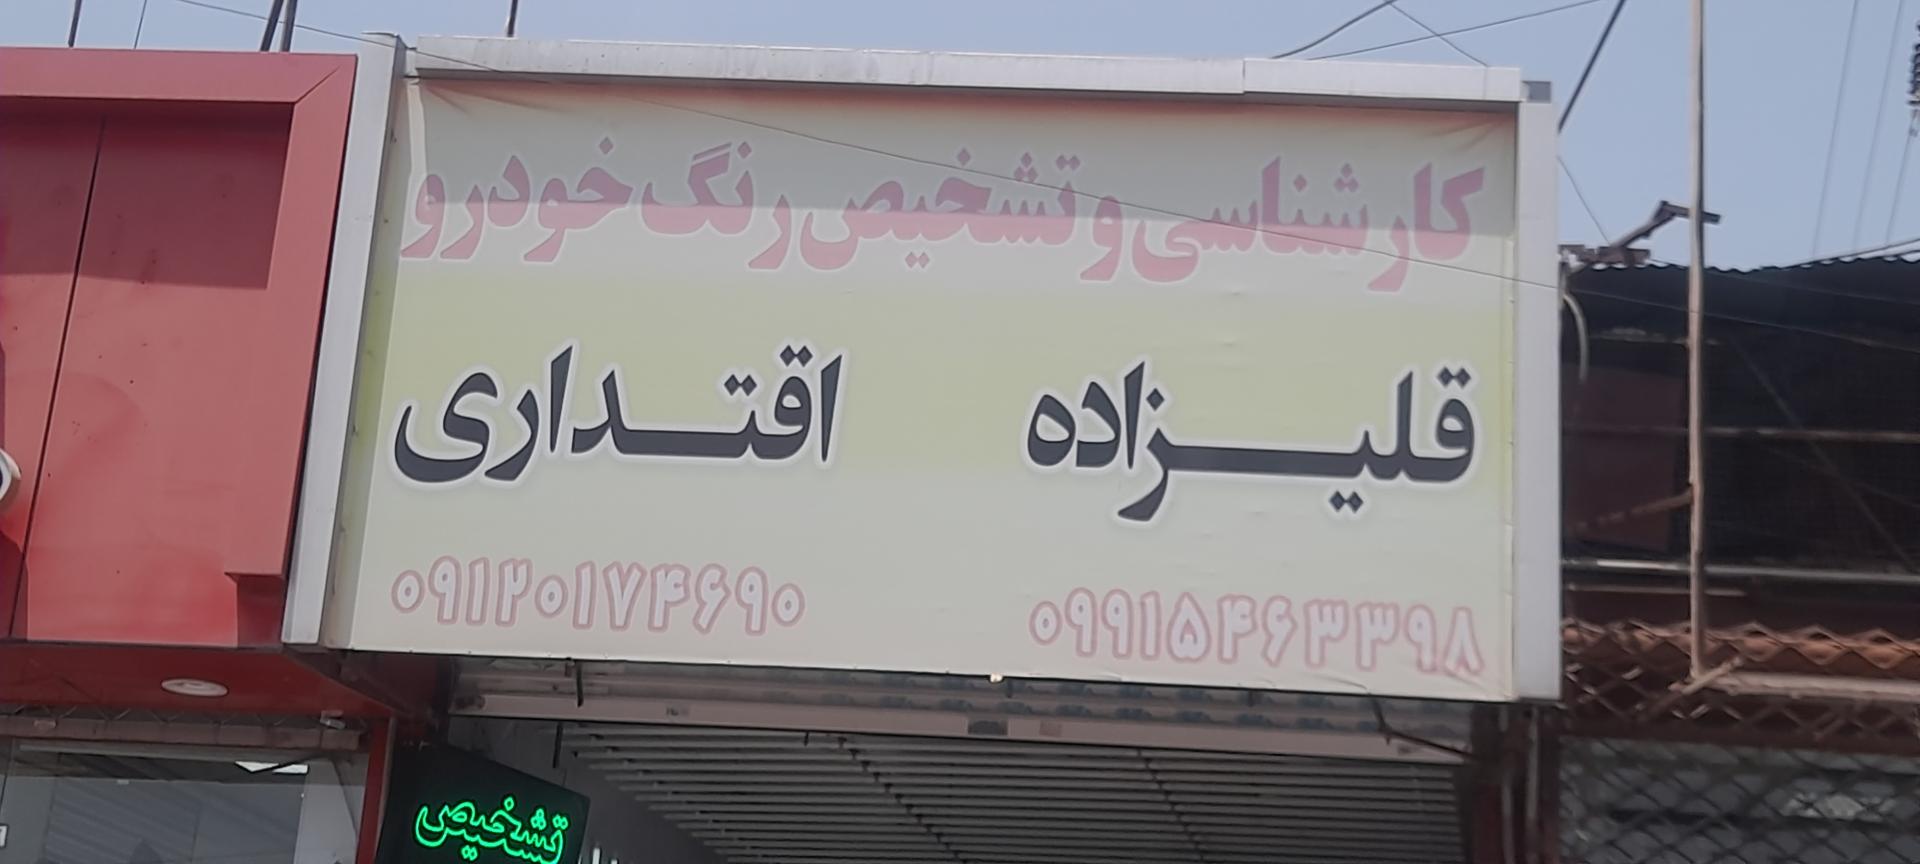 کارشناسی و تشخیص رنگ خودرو
قلیزاده اقتداری
۰۹۹۱۵۴۶۳۳۹۸ ۰۹۱۲۰۱۷۴۶۹۰
تشخیص